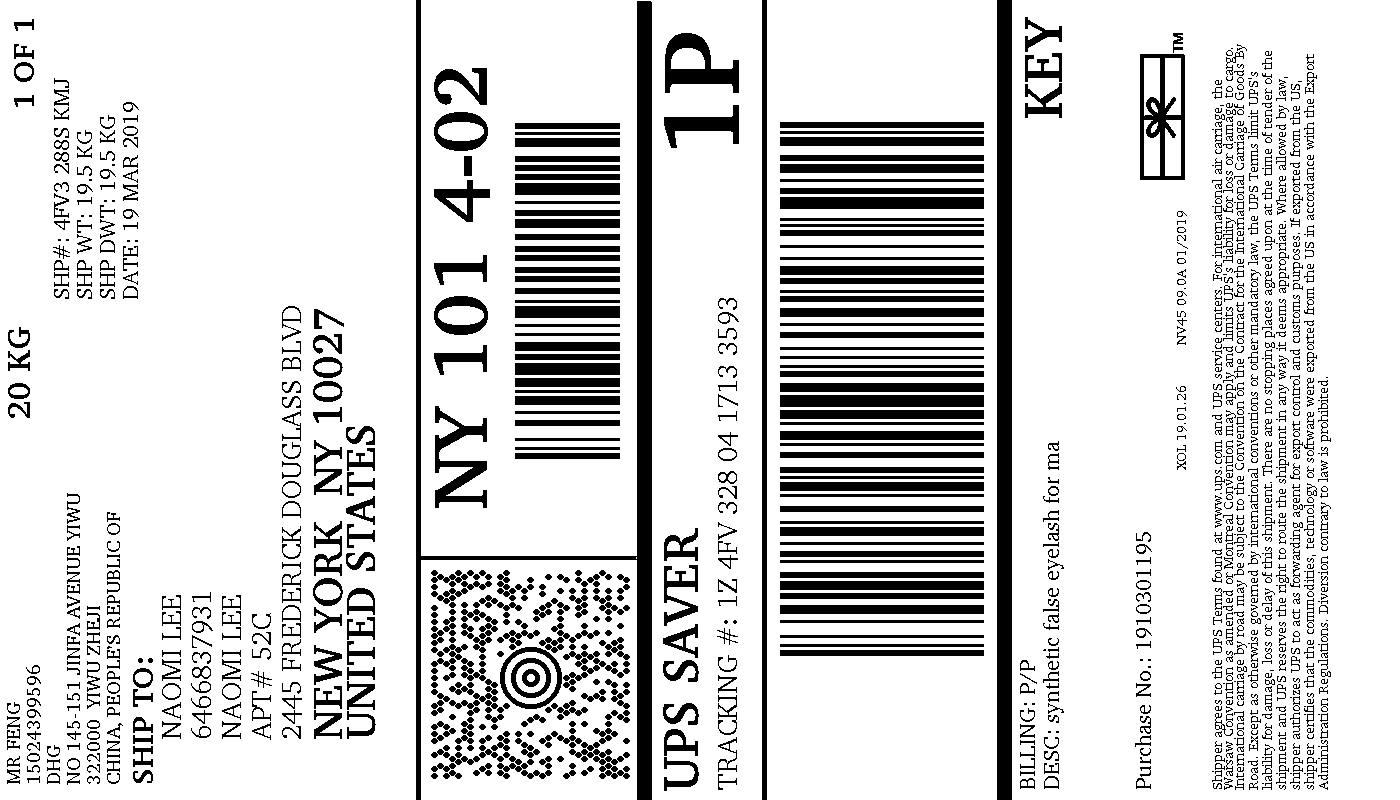 MR FENG
15024399596
DHG
NO 145-151 JINFA AVENUE YIWU
322000 YIWU ZHEJI
CHINA, PEOPLE'S REPUBLIC OF
20 KG
1 OF 1
SHP#: 4FV3 288S KMJ
SHP WT: 19.5 KG
SHP DWT: 19.5 KG
DATE: 19 MAR 2019
SHIP TO:
NAOMI LEE
6466837931
NAOMI LEE
APT# 52C
2445 FREDERICK DOUGLASS BLVD
NEW YORK NY 10027
UNITED STATES
NY 101 4-02
UPS SAVER
1P
TRACKING #: 1Z 4FV 328 04 1713 3593
BILLING: P/P
DESC: synthetic false eyelash for ma
KEY
Purchase No.: 1910301195
XOL 19.01.26 NV45 09.0A 01/2019
TM
Shipper agrees to the UPS Terms found at www.ups.com and UPS service centers. For international air carriage, the
Warsaw Convention as amended or Montreal Convention may apply and limits UPS's liability for loss or damage to cargo.
International carriage by road may be subject to the Convention on the Contract for the International Carriage of Goods By
Road. Except as otherwise governed by international conventions or other mandatory law, the UPS Terms limit UPS's
liability for damage, loss or delay of this shipment. There are no stopping places agreed upon at the time of tender of the
shipment and UPS reserves the right to route the shipment in any way it deems appropriate. Where allowed by law,
shipper authorizes UPS to act as forwarding agent for export control and customs purposes. If exported from the US,
shipper certifies that the commodities, technology or software were exported from the US in accordance with the Export
Administration Regulations. Diversion contrary to law is prohibited.